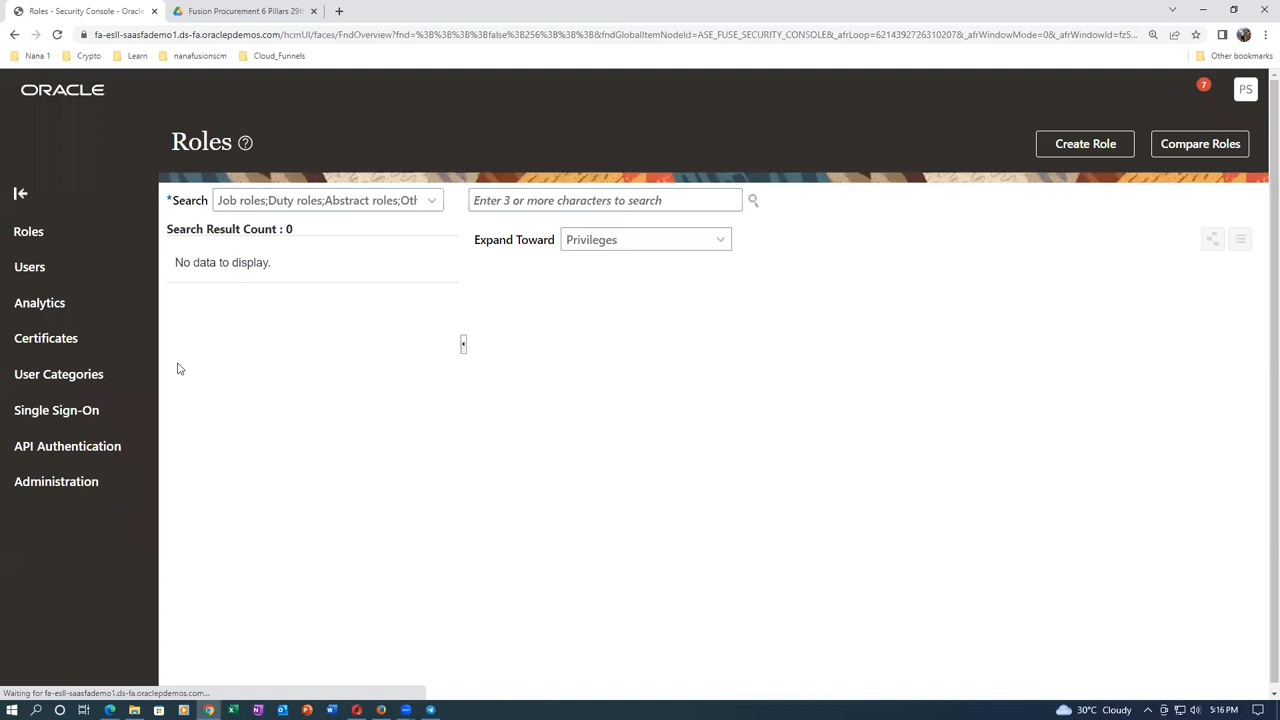 Roles - Security Console - Oracle
Fusion Procurement 6 Pillars 29th
fa-esll-saasfademo1.ds-fa.oraclepdemos.com/hcmUI/faces/FndOverview?fnd=%3B%3B%3B%3Bfalse%3B256%3B%3B%3B&fndGlobalItemNodeId=ASE_FUSE_SECURITY_CONSOLE&_afrLoop=62143927263102078&_afrWindowMode=0&_afrWindowId=fz5...
Nana 1
Crypto
Learn
nanafusionscm
Cloud_Funnels
Other bookmarks
ORACLE
7
PS
Roles
Create Role
Compare Roles
*Search
Job roles;Duty roles;Abstract roles;Oth
Enter 3 or more characters to search
Search Result Count : 0
Expand Toward
Privileges
No data to display.
Roles
Users
Analytics
Certificates
User Categories
Single Sign-On
API Authentication
Administration
Waiting for fa-esll-saasfademo1.ds-fa.oraclepdemos.com...
30°C Cloudy
5:16 PM